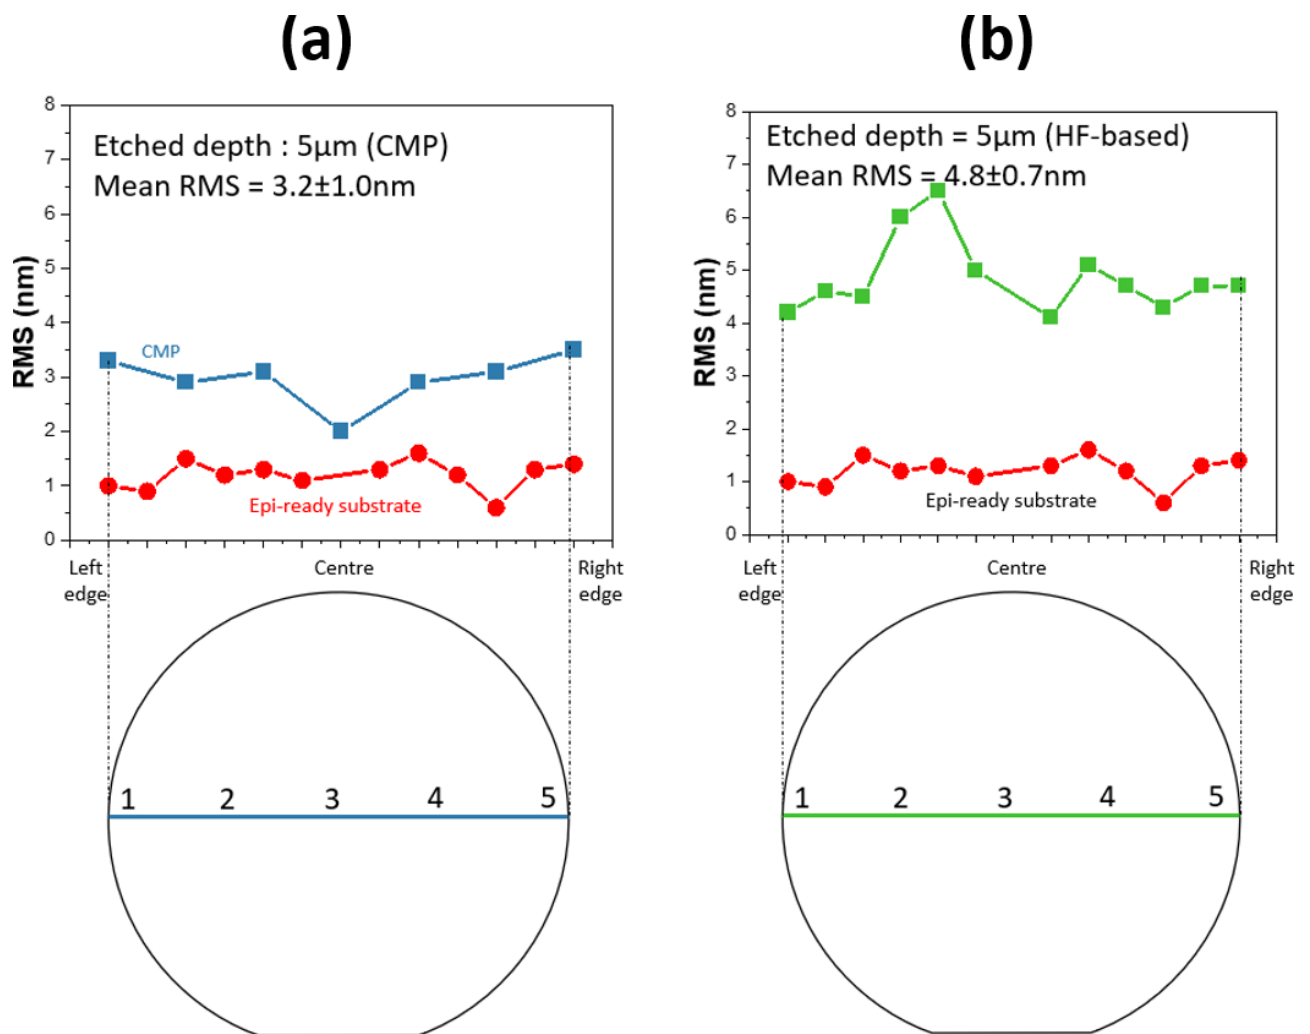 (a)
Etched depth : 5µm (CMP)
Mean RMS = 3.2±1.0nm
RMS (nm)
8
7
6
5
4
3
2
1
0
CMP
Epi-ready substrate
Left edge
Centre
Right edge
1 2 3 4 5
(b)
Etched depth = 5µm (HF-based)
Mean RMS = 4.8±0.7nm
RMS (nm)
8
7
6
5
4
3
2
1
0
Epi-ready substrate
Left edge
Centre
Right edge
1 2 3 4 5